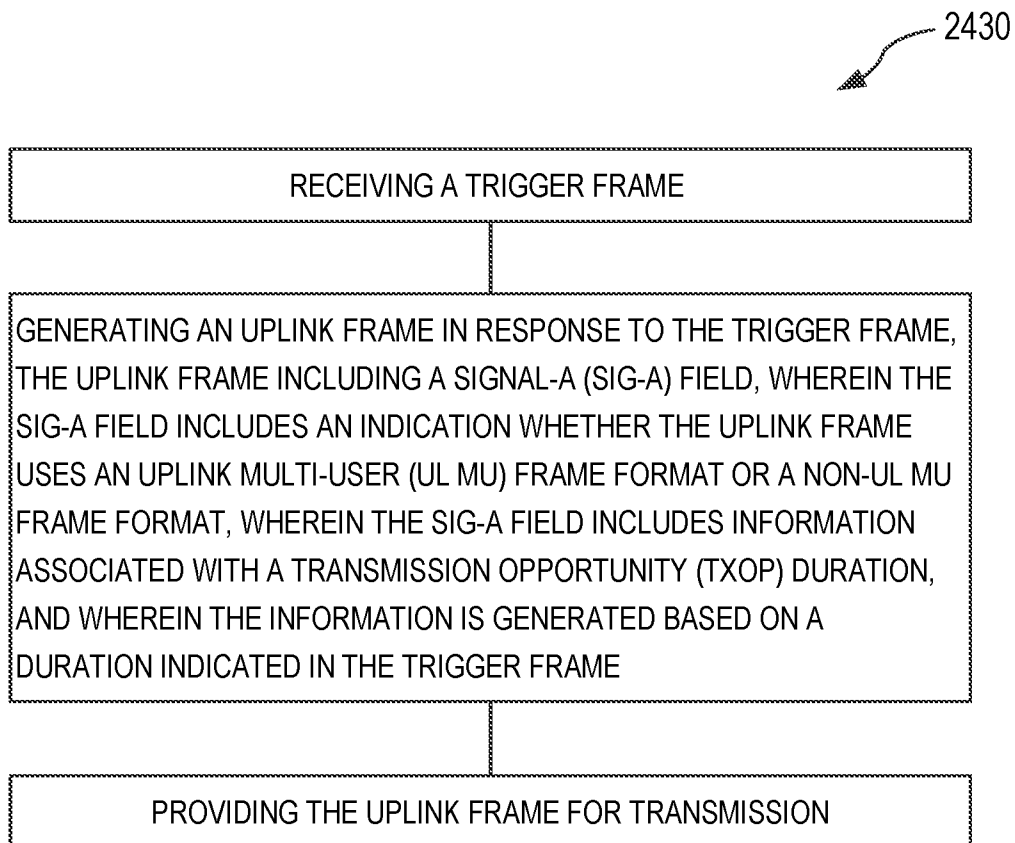 2430
RECEIVING A TRIGGER FRAME
GENERATING AN UPLINK FRAME IN RESPONSE TO THE TRIGGER FRAME,
THE UPLINK FRAME INCLUDING A SIGNAL-A (SIG-A) FIELD, WHEREIN THE
SIG-A FIELD INCLUDES AN INDICATION WHETHER THE UPLINK FRAME
USES AN UPLINK MULTI-USER (UL MU) FRAME FORMAT OR A NON-UL MU
FRAME FORMAT, WHEREIN THE SIG-A FIELD INCLUDES INFORMATION
ASSOCIATED WITH A TRANSMISSION OPPORTUNITY (TXOP) DURATION,
AND WHEREIN THE INFORMATION IS GENERATED BASED ON A
DURATION INDICATED IN THE TRIGGER FRAME
PROVIDING THE UPLINK FRAME FOR TRANSMISSION